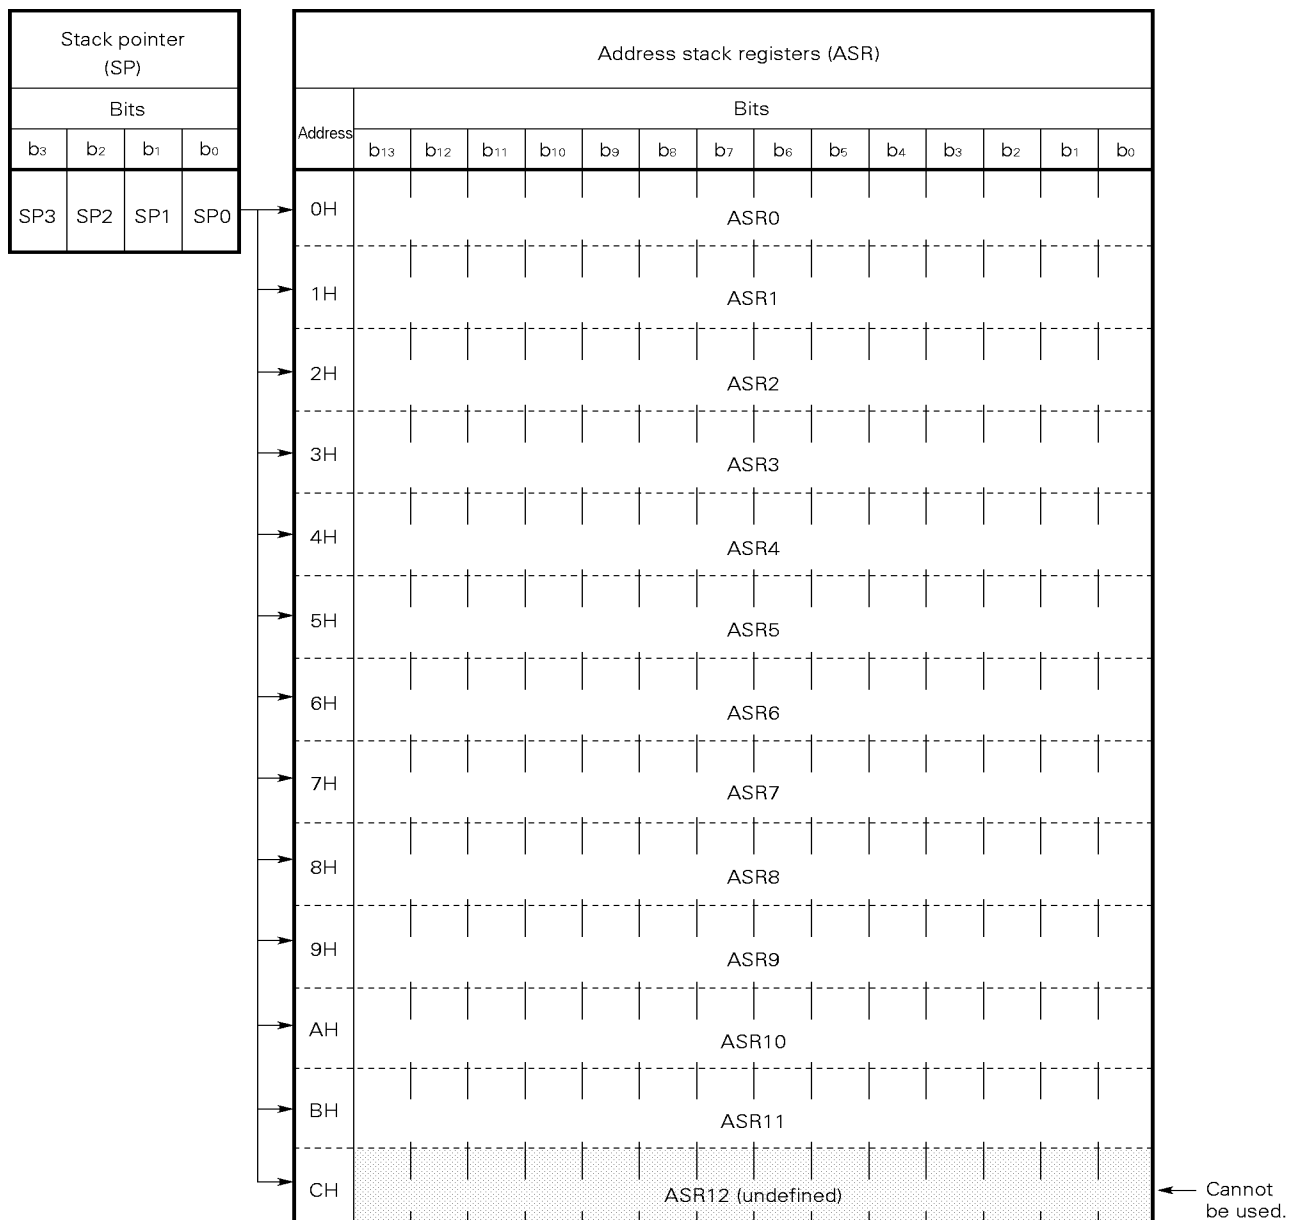 Stack pointer
(SP)
Bits
b3 b2 b1 b0
SP3 SP2 SP1 SP0
Address stack registers (ASR)
Address
Bits
b13 b12 b11 b10 b9 b8 b7 b6 b5 b4 b3 b2 b1 b0
0H ASR0
1H ASR1
2H ASR2
3H ASR3
4H ASR4
5H ASR5
6H ASR6
7H ASR7
8H ASR8
9H ASR9
AH ASR10
BH ASR11
CH ASR12 (undefined)
Cannot
be used.